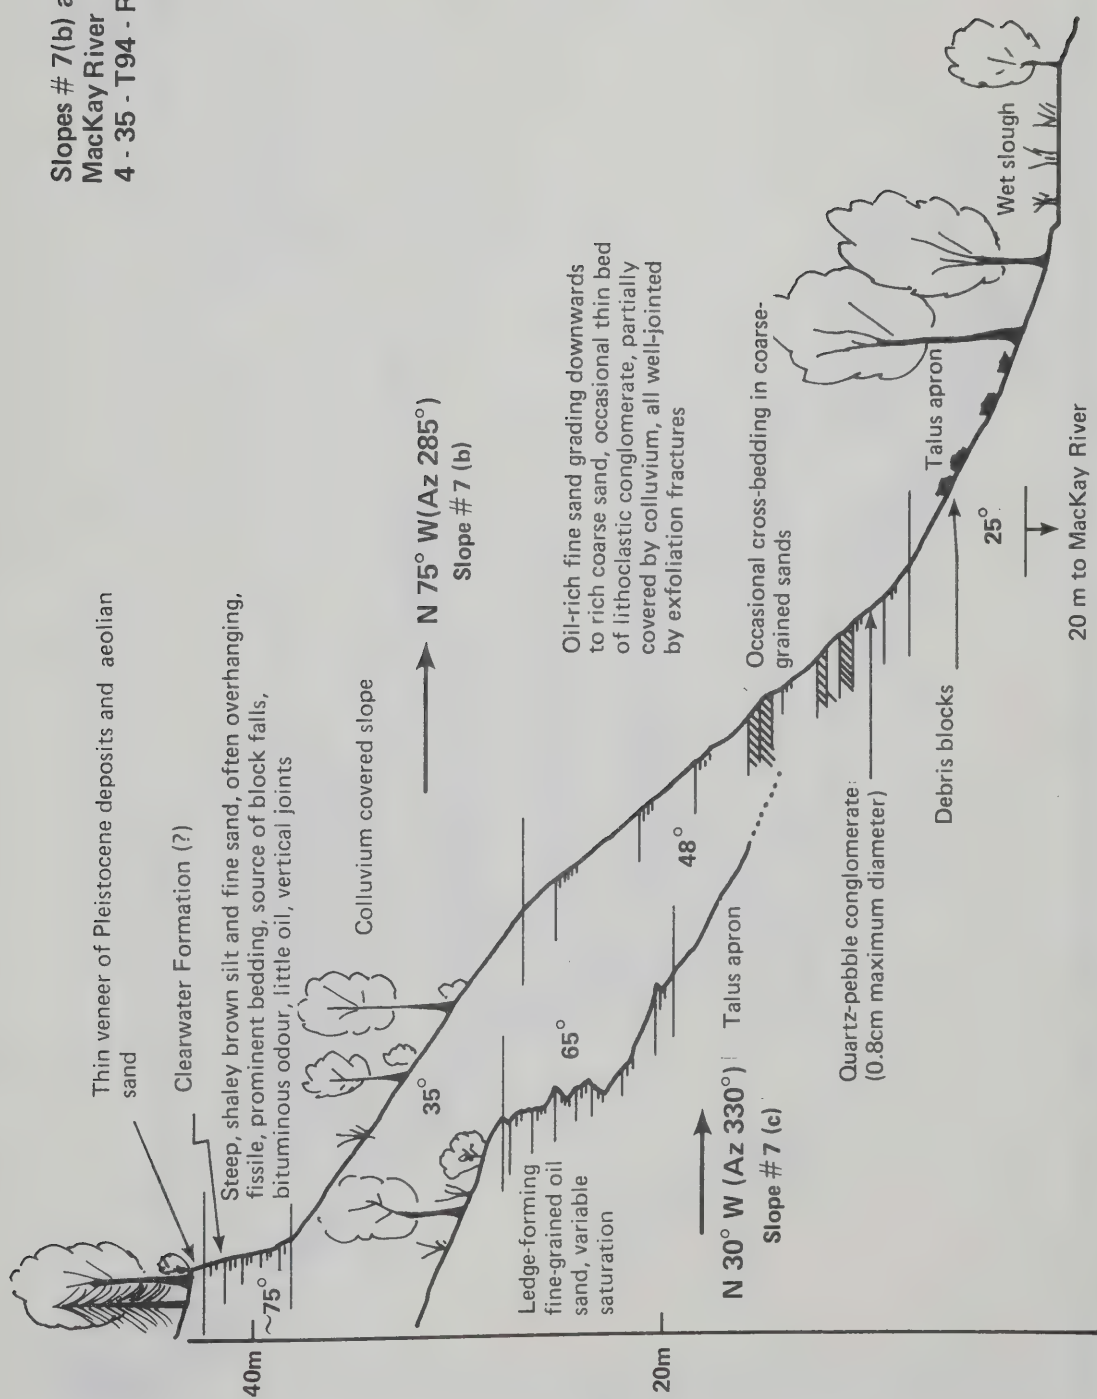 Slopes # 7(b)
MacKay River
4 - 35 - T94 -
Thin veneer of Pleistocene deposits and aeolian
sand
Clearwater Formation (?)
Steep, shaley brown silt and fine sand, often overhanging,
fissile, prominent bedding, source of block falls,
bituminous odour, little oil, vertical joints
40m
~75°
Colluvium covered slope
N 75° W(Az 285°)
Slope # 7 (b)
35°
Oil-rich fine sand grading downwards
to rich coarse sand, occasional thin bed
of lithoclastic conglomerate, partially
covered by colluvium, all well-jointed
by exfoliation fractures
Ledge-forming
fine-grained oil
sand, variable
saturation
65°
48°
20m
N 30° W (Az 330°)
Slope # 7 (c)
Talus apron
Occasional cross-bedding in coarse-
grained sands
Quartz-pebble conglomerate
(0.8cm maximum diameter)
Debris blocks
Talus apron
25°
Wet slough
20 m to MacKay River